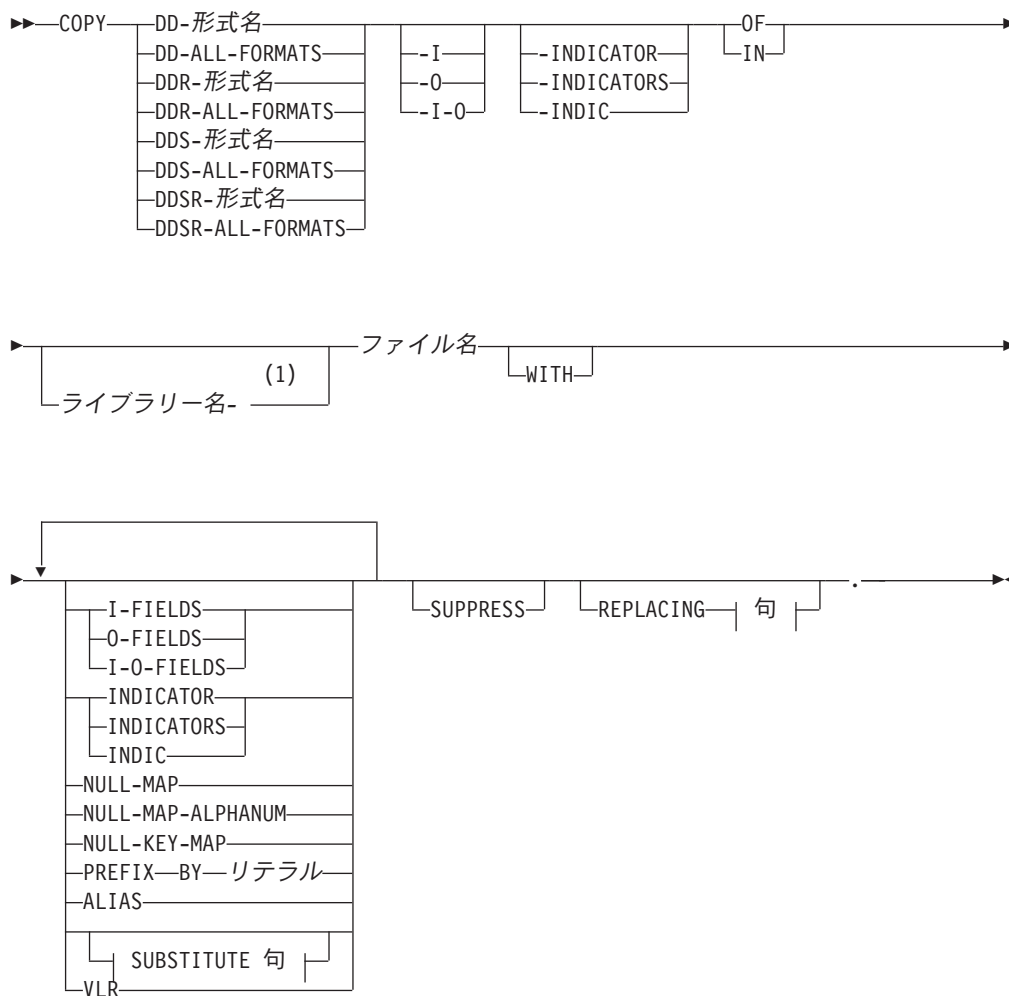 COPY DD-形式名 OF
DD-ALL-FORMATS -I -INDICATOR IN
DDR-形式名 -O -INDICATORS
DDR-ALL-FORMATS -I-O -INDIC
DDS-形式名
DDS-ALL-FORMATS
DDSR-形式名
DDSR-ALL-FORMATS
ファイル名
(1) WITH
ライブラリー名-
.
I-FIELDS SUPPRESS REPLACING 句
O-FIELDS
I-O-FIELDS
INDICATOR
INDICATORS
INDIC
NULL-MAP
NULL-MAP-ALPHANUM
NULL-KEY-MAP
PREFIX BY リテラル
ALIAS
SUBSTITUTE 句
VLR